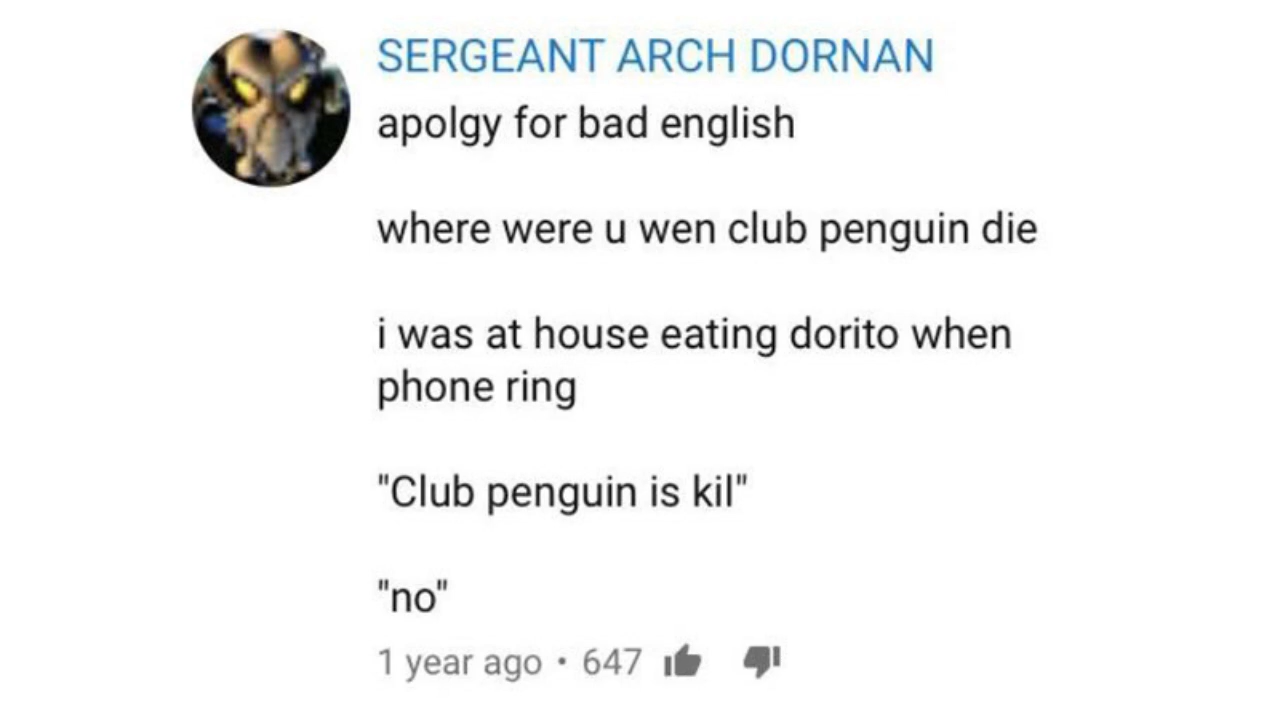 SERGEANT ARCH DORNAN
apolgy for bad english
where were u wen club penguin die
i was at house eating dorito when
phone ring
"Club penguin is kil"
"no"
1 year ago • 647